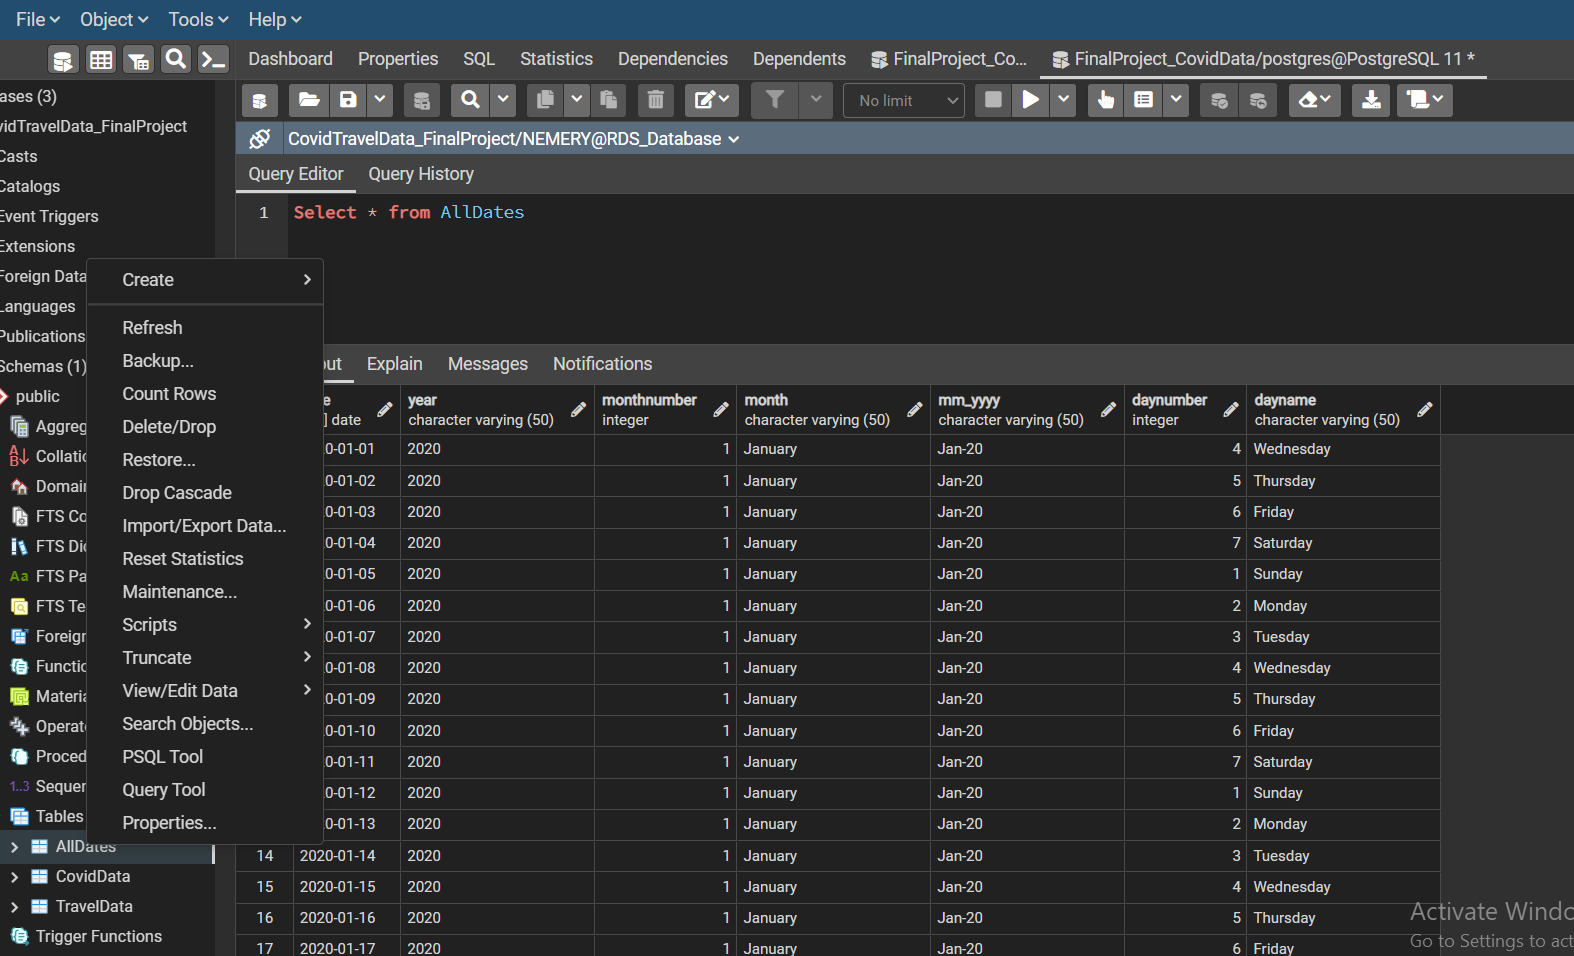 File Object Tools Help
Dashboard Properties SQL Statistics Dependencies Dependents FinalProject_Co... FinalProject_CovidData/postgres@PostgreSQL 11 *
ases (3)
vidTravelData_FinalProject
Casts
Catalogs
Event Triggers
Extensions
Foreign Data
Languages
Publications
Schemas (1)
public
Aggreg
Collatic
Domai
FTS Co
FTS Di
FTS Pa
FTS Te
Foreign
Functio
Materia
Operat
Proced
1..3 Sequer
Tables
AllDates
CovidData
TravelData
Trigger Functions
Create
Refresh
Backup...
Count Rows
Delete/Drop
Restore...
Drop Cascade
Import/Export Data...
Reset Statistics
Maintenance...
Scripts
Truncate
View/Edit Data
Search Objects...
PSQL Tool
Query Tool
Properties...
No limit
CovidTravelData_FinalProject/NEMERY@RDS_Database
Query Editor Query History
1 Select * from AllDates
out Explain Messages Notifications
e year monthnumber month mm_yyyy daynumber dayname
] date character varying (50) integer character varying (50) character varying (50) integer character varying (50)
0-01-01 2020 1 January Jan-20 4 Wednesday
0-01-02 2020 1 January Jan-20 5 Thursday
0-01-03 2020 1 January Jan-20 6 Friday
0-01-04 2020 1 January Jan-20 7 Saturday
0-01-05 2020 1 January Jan-20 1 Sunday
0-01-06 2020 1 January Jan-20 2 Monday
0-01-07 2020 1 January Jan-20 3 Tuesday
0-01-08 2020 1 January Jan-20 4 Wednesday
0-01-09 2020 1 January Jan-20 5 Thursday
0-01-10 2020 1 January Jan-20 6 Friday
0-01-11 2020 1 January Jan-20 7 Saturday
0-01-12 2020 1 January Jan-20 1 Sunday
0-01-13 2020 1 January Jan-20 2 Monday
14 2020-01-14 2020 1 January Jan-20 3 Tuesday
15 2020-01-15 2020 1 January Jan-20 4 Wednesday
16 2020-01-16 2020 1 January Jan-20 5 Thursday
17 2020-01-17 2020 1 January Jan-20 6 Friday
Activate Windo
Go to Settings to act